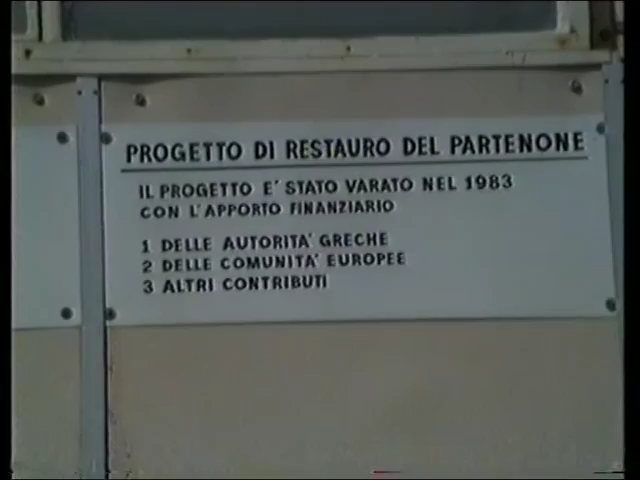 PROGETTO DI RESTAURO DEL PARTENONE
IL PROGETTO E' STATO VARATO NEL 1983
CON L'APPORTO FINANZIARIO
1 DELLE AUTORITA' GRECHE
2 DELLE COMUNITA' EUROPEE
3 ALTRI CONTRIBUTI